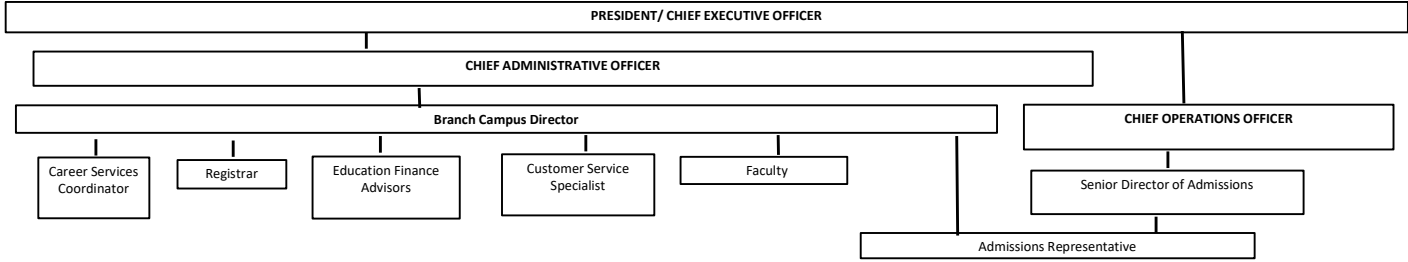 PRESIDENT/ CHIEF EXECUTIVE OFFICER
CHIEF ADMINISTRATIVE OFFICER
Branch Campus Director
CHIEF OPERATIONS OFFICER
Career Services
Coordinator
Registrar
Education Finance
Advisors
Customer Service
Specialist
Faculty
Senior Director of Admissions
Admissions Representative